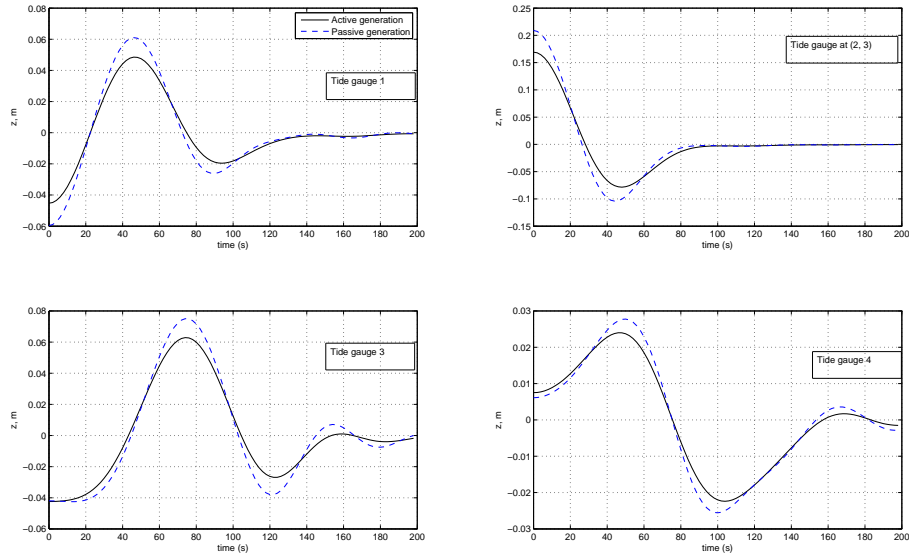 0.08
0.06
0.04
0.02
0
−0.02
−0.04
−0.06
z, m
0 20 40 60 80 100 120 140 160 180 200
time (s)
Active generation
Passive generation
Tide gauge 1
0.25
0.2
0.15
0.1
0.05
0
−0.05
−0.1
−0.15
z, m
0 20 40 60 80 100 120 140 160 180 200
time (s)
Tide gauge at (2, 3)
0.08
0.06
0.04
0.02
0
−0.02
−0.04
−0.06
z, m
0 20 40 60 80 100 120 140 160 180 200
time (s)
Tide gauge 3
0.03
0.02
0.01
0
−0.01
−0.02
−0.03
z, m
0 20 40 60 80 100 120 140 160 180 200
time (s)
Tide gauge 4